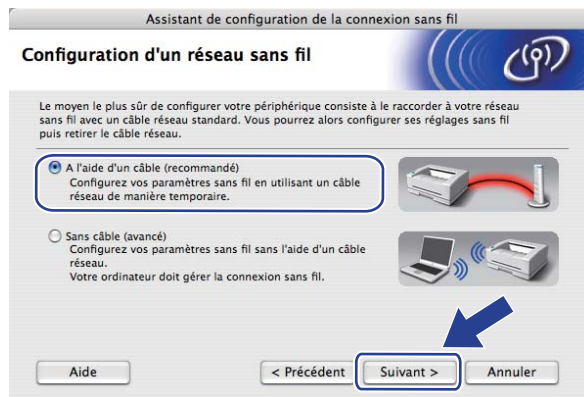 Assistant de configuration de la connexion sans fil
Configuration d'un réseau sans fil
Le moyen le plus sûr de configurer votre périphérique consiste à le raccorder à votre réseau
sans fil avec un câble réseau standard. Vous pourrez alors configurer ses réglages sans fil
puis retirer le câble réseau.
A l'aide d'un câble (recommandé)
Configurez vos paramètres sans fil en utilisant un câble
réseau de manière temporaire.
Sans câble (avancé)
Configurez vos paramètres sans fil sans l'aide d'un câble
réseau.
Votre ordinateur doit gérer la connexion sans fil.
Aide
< Précédent
Suivant >
Annuler